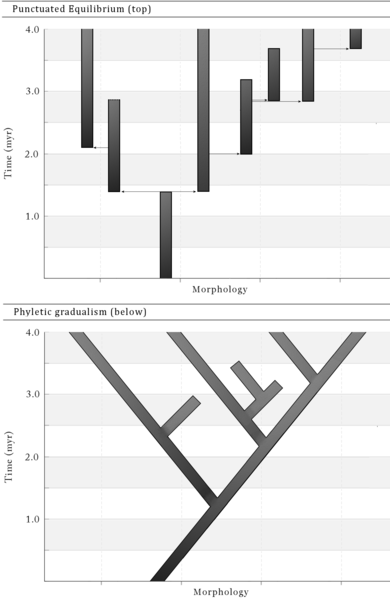 Punctuated Equilibrium (top)
4.0
3.0
2.0
1.0
Time (myr)
Morphology
Phyletic gradualism (below)
4.0
3.0
2.0
1.0
Time (myr)
Morphology